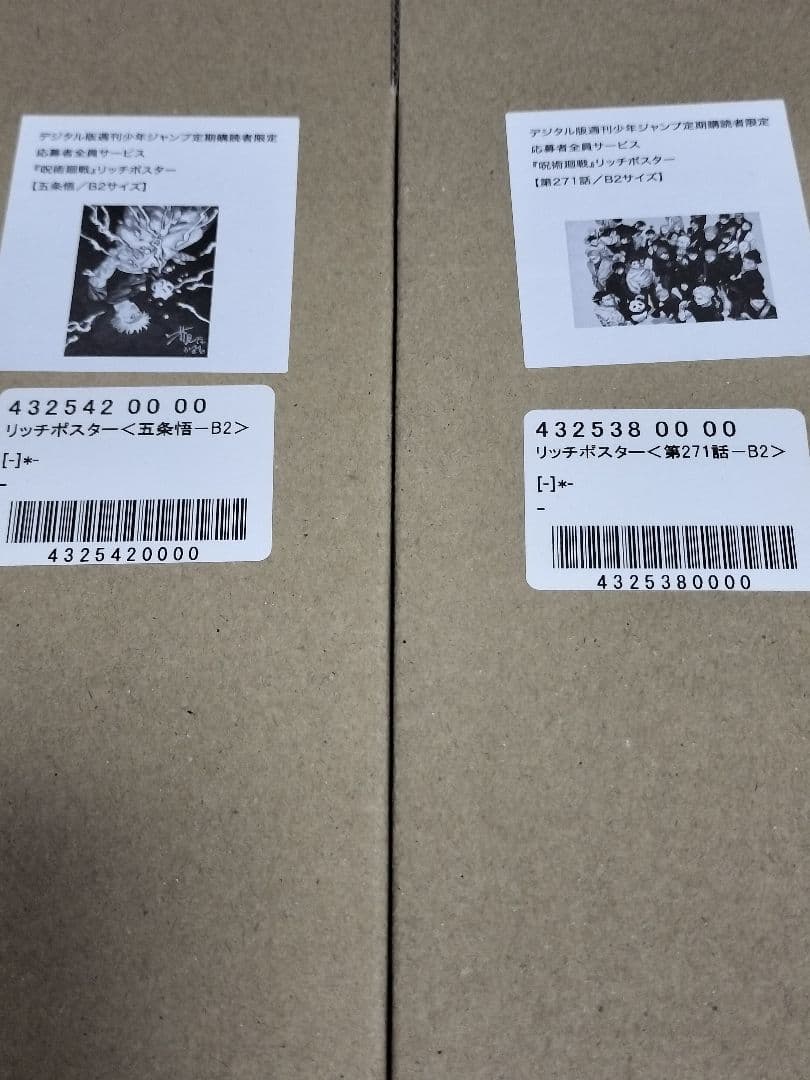 デジタル版週刊少年ジャンプ定期購読者限定
応募者全員サービス
『呪術廻戦』リッチポスター
【五条悟／B2サイズ】
432542 00 00
リッチポスター＜五条悟－B2＞
[-]*-
-
4325420000
デジタル版週刊少年ジャンプ定期購読者限定
応募者全員サービス
『呪術廻戦』リッチポスター
【第271話／B2サイズ】
432538 00 00
リッチポスター＜第271話－B2＞
[-]*-
-
4325380000